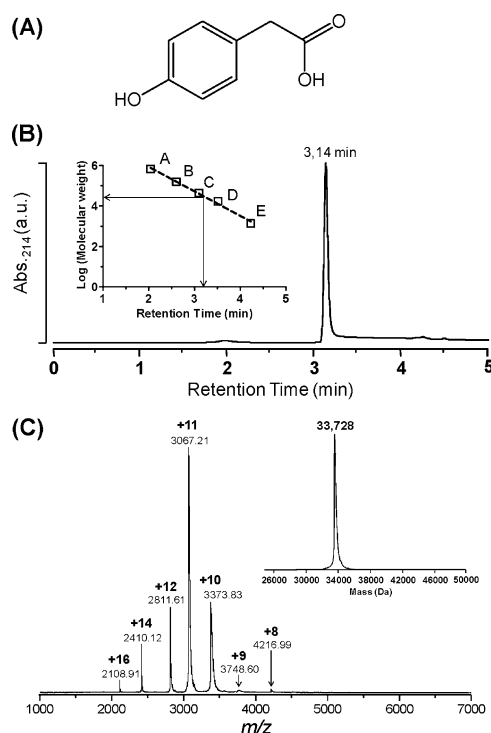 (A)
O
OH
HO
(B)
3,14 min
Abs.214 (a.u.)
Log (Molecular weight)
6
4
2
0
A
B
C
D
E
1 2 3 4 5
Retention Time (min)
0 1 2 3 4 5
Retention Time (min)
(C)
+11
3067.21
33,728
26000 30000 34000 38000 42000 46000 50000
Mass (Da)
+12
2811.61
+10
3373.83
+14
2410.12
+16
2108.91
+9
3748.60
+8
4216.99
1000 2000 3000 4000 5000 6000 7000
m/z